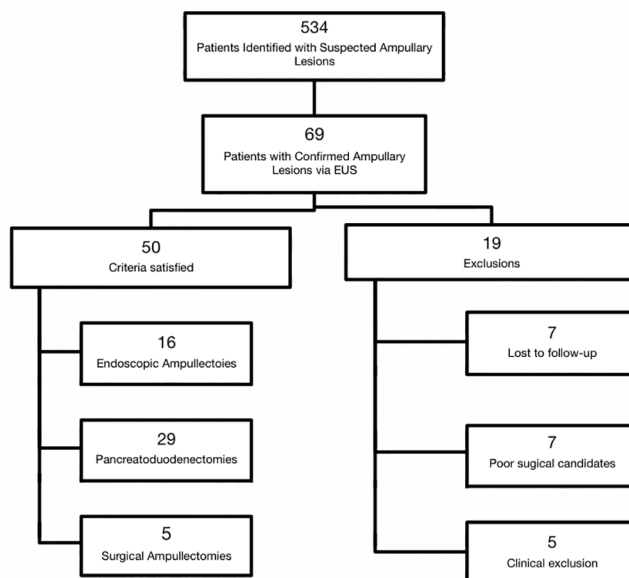 534
Patients Identified with Suspected Ampullary
Lesions
69
Patients with Confirmed Ampullary
Lesions via EUS
50
Criteria satisfied
19
Exclusions
16
Endoscopic Ampullectoies
29
Pancreatoduodenectomies
5
Surgical Ampullectomies
7
Lost to follow-up
7
Poor sugical candidates
5
Clinical exclusion